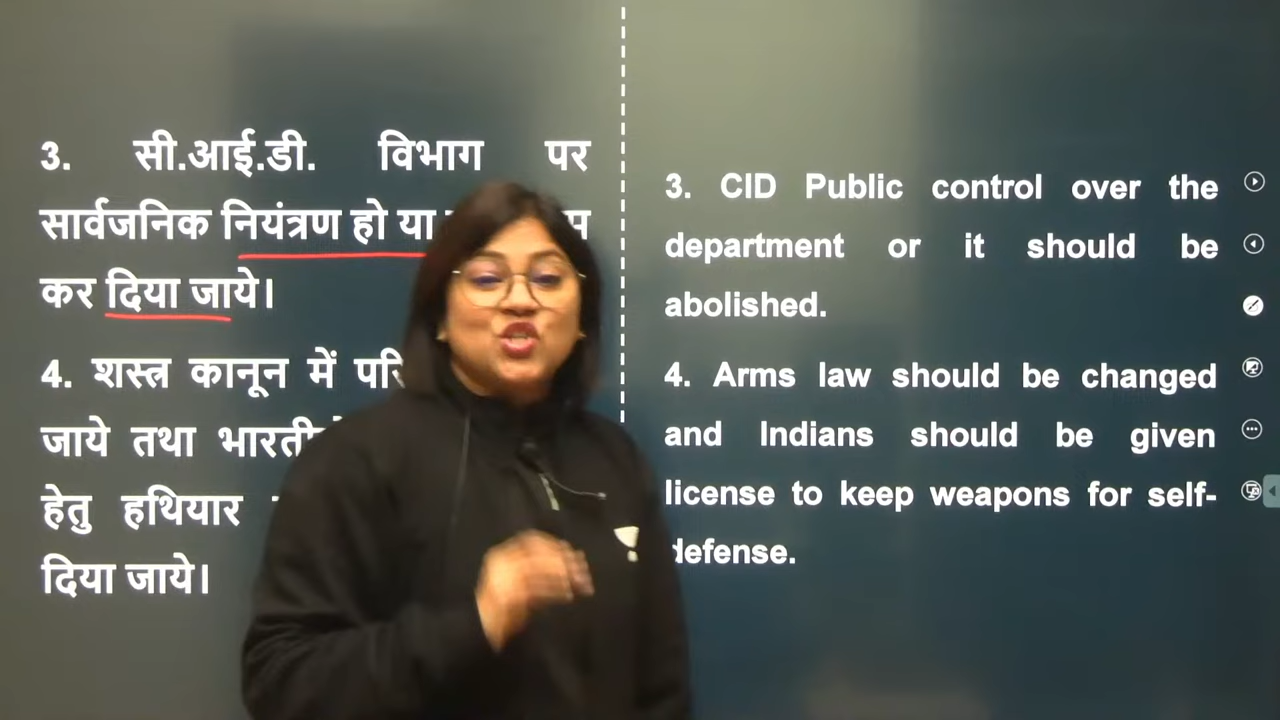 3. सी.आई.डी. विभाग पर
सार्वजनिक नियंत्रण हो या
कर दिया जाये।
4. शस्त्र कानून में
जाये तथा
हेतु हथियार
दिया जाये।
3. CID Public control over the
department or it should be
abolished.
4. Arms law should be changed
and Indians should be given
license to keep weapons for self-
defense.